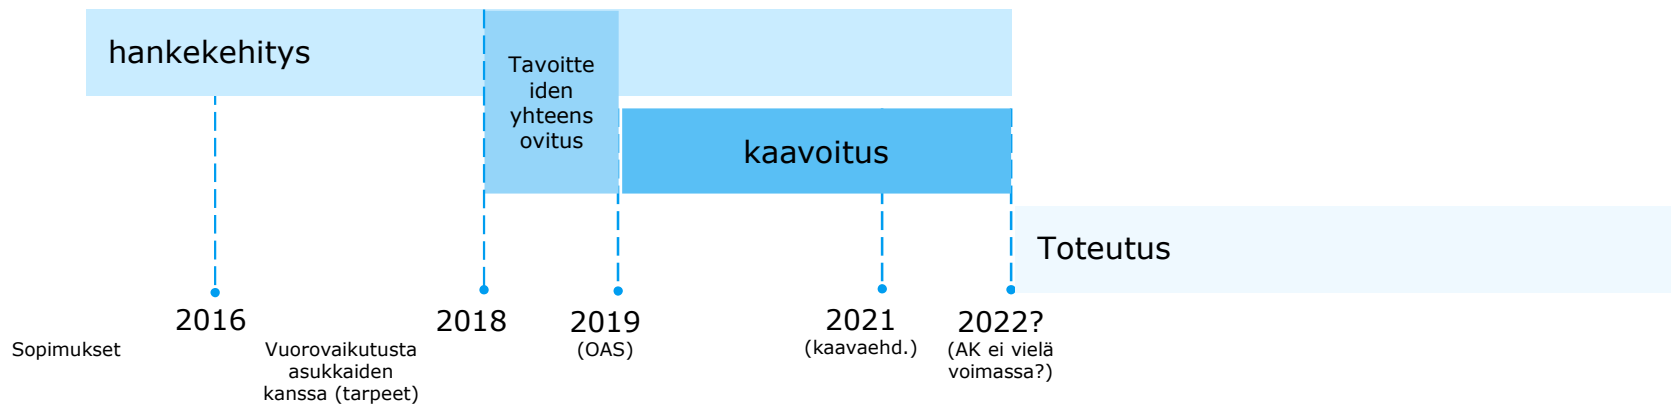 hankekehitys
Tavoitte
iden
yhteens
ovitus
kaavoitus
Toteutus
2016
2018
2019
(OAS)
2021
(kaavaehd.)
2022?
(AK ei vielä
voimassa?)
Sopimukset
Vuorovaikutusta
asukkaiden
kanssa (tarpeet)